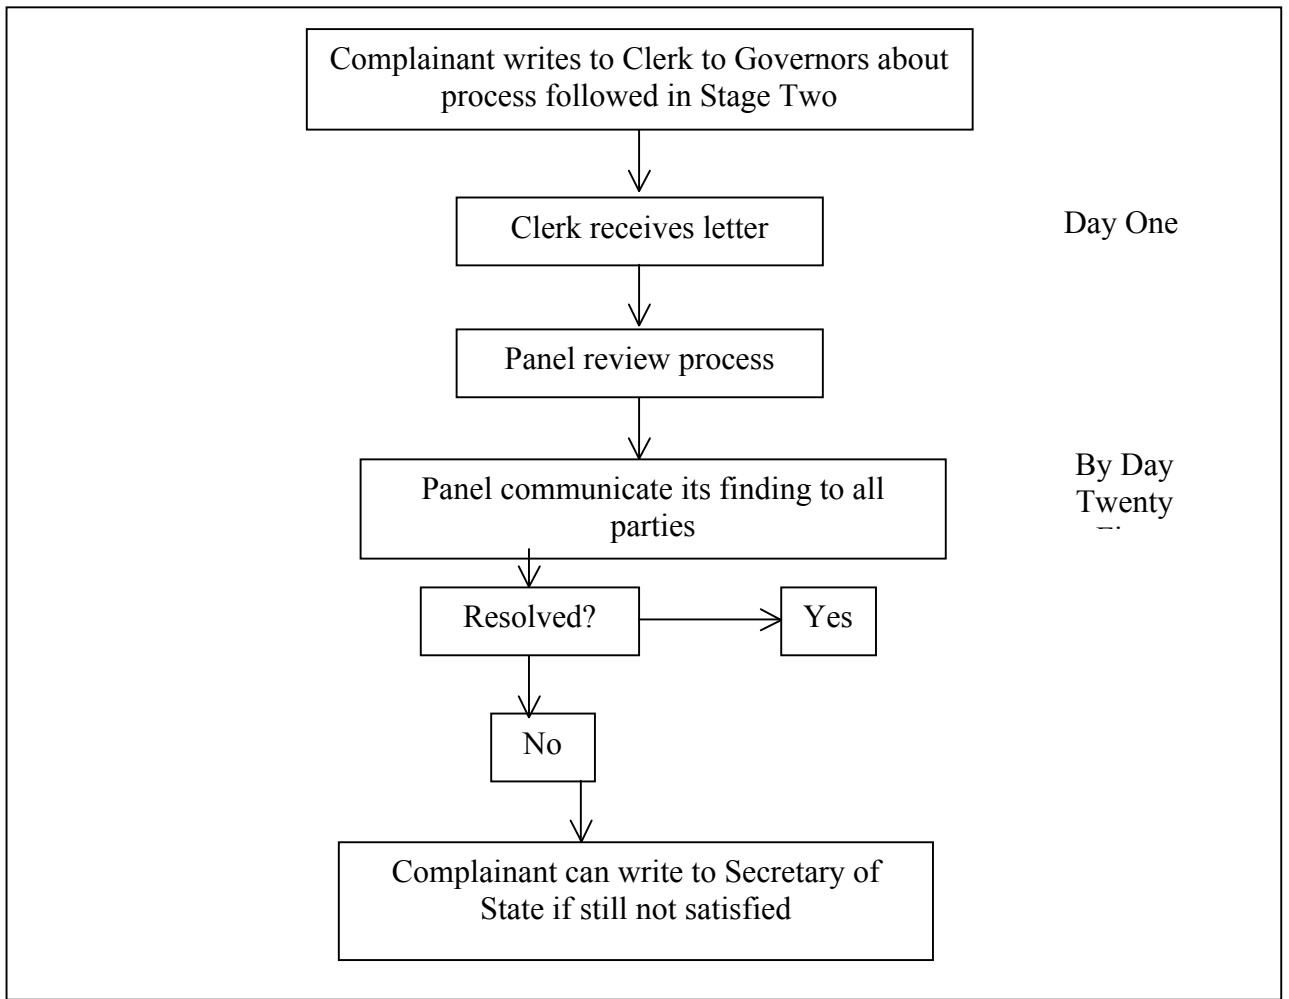 Complainant writes to Clerk to Governors about
process followed in Stage Two
Clerk receives letter
Day One
Panel review process
Panel communicate its finding to all
parties
By Day
Twenty
Resolved?
Yes
No
Complainant can write to Secretary of
State if still not satisfied